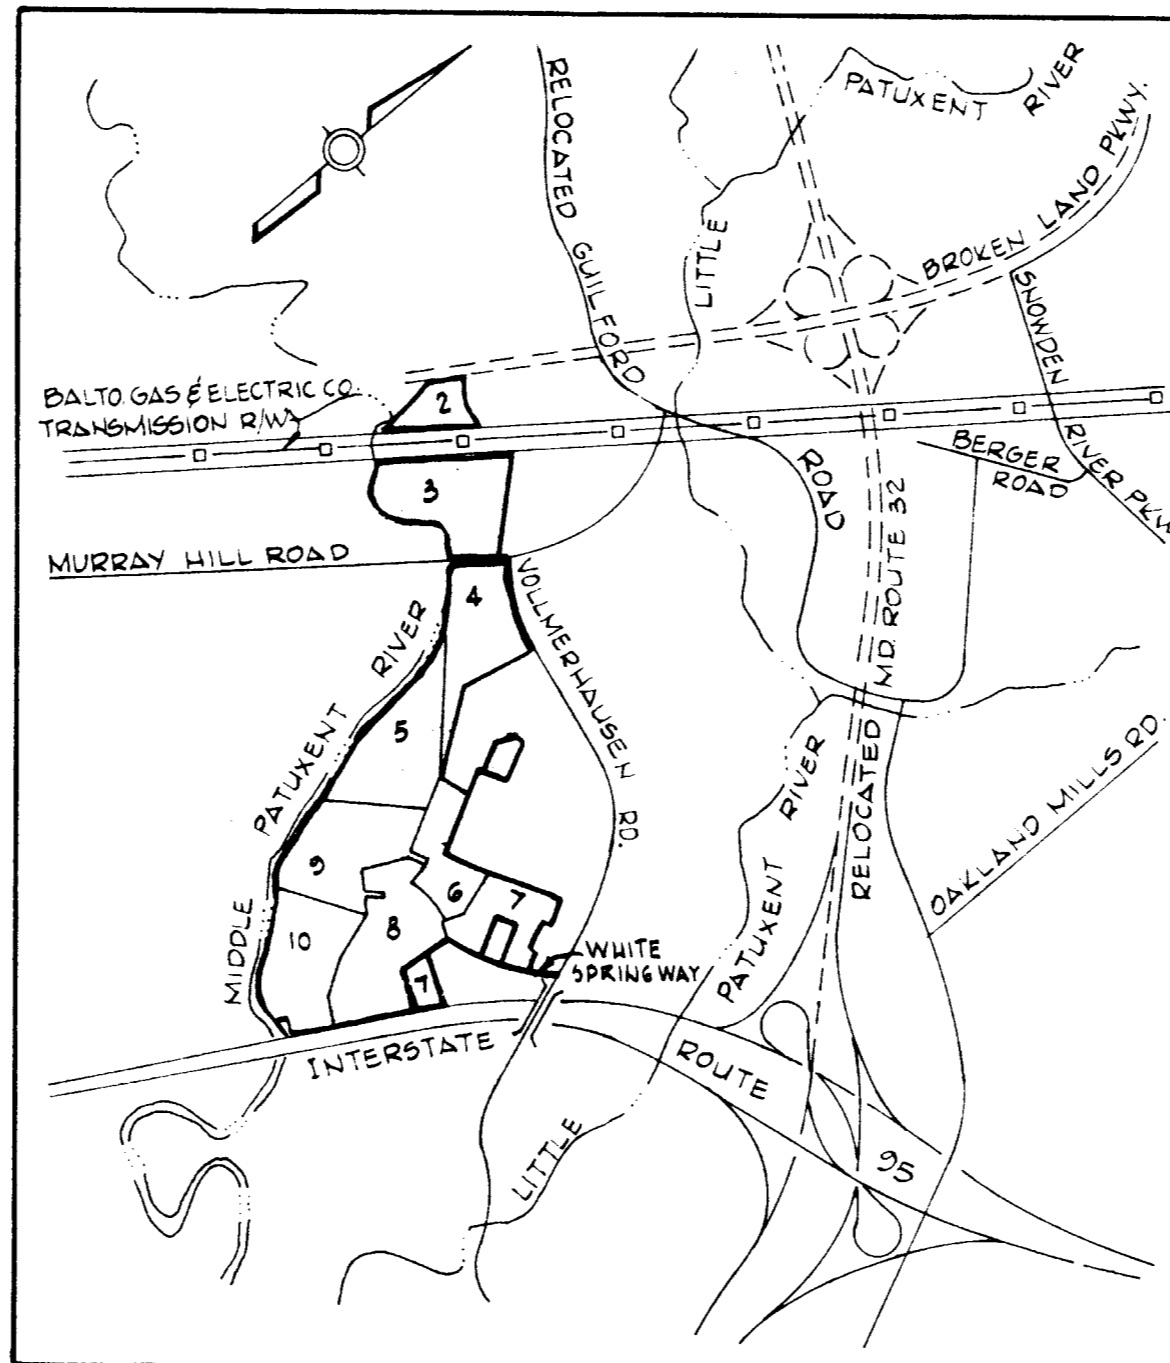 PATUXENT RIVER
RELOCATED GUILFORD ROAD
LITTLE
BROKEN LAND PKWY.
SNOWDEN RIVER PKW
BALTO. GAS & ELECTRIC CO.
TRANSMISSION R/W
2
BERGER
ROAD
3
MURRAY HILL ROAD
VOLLMERHAUSEN RD.
4
RELOCATED MD. ROUTE 32
MIDDLE PATUXENT RIVER
5
OAKLAND MILLS RD.
9
6
7
8
10
7
WHITE
SPRING WAY
LITTLE PATUXENT RIVER
INTERSTATE ROUTE 95